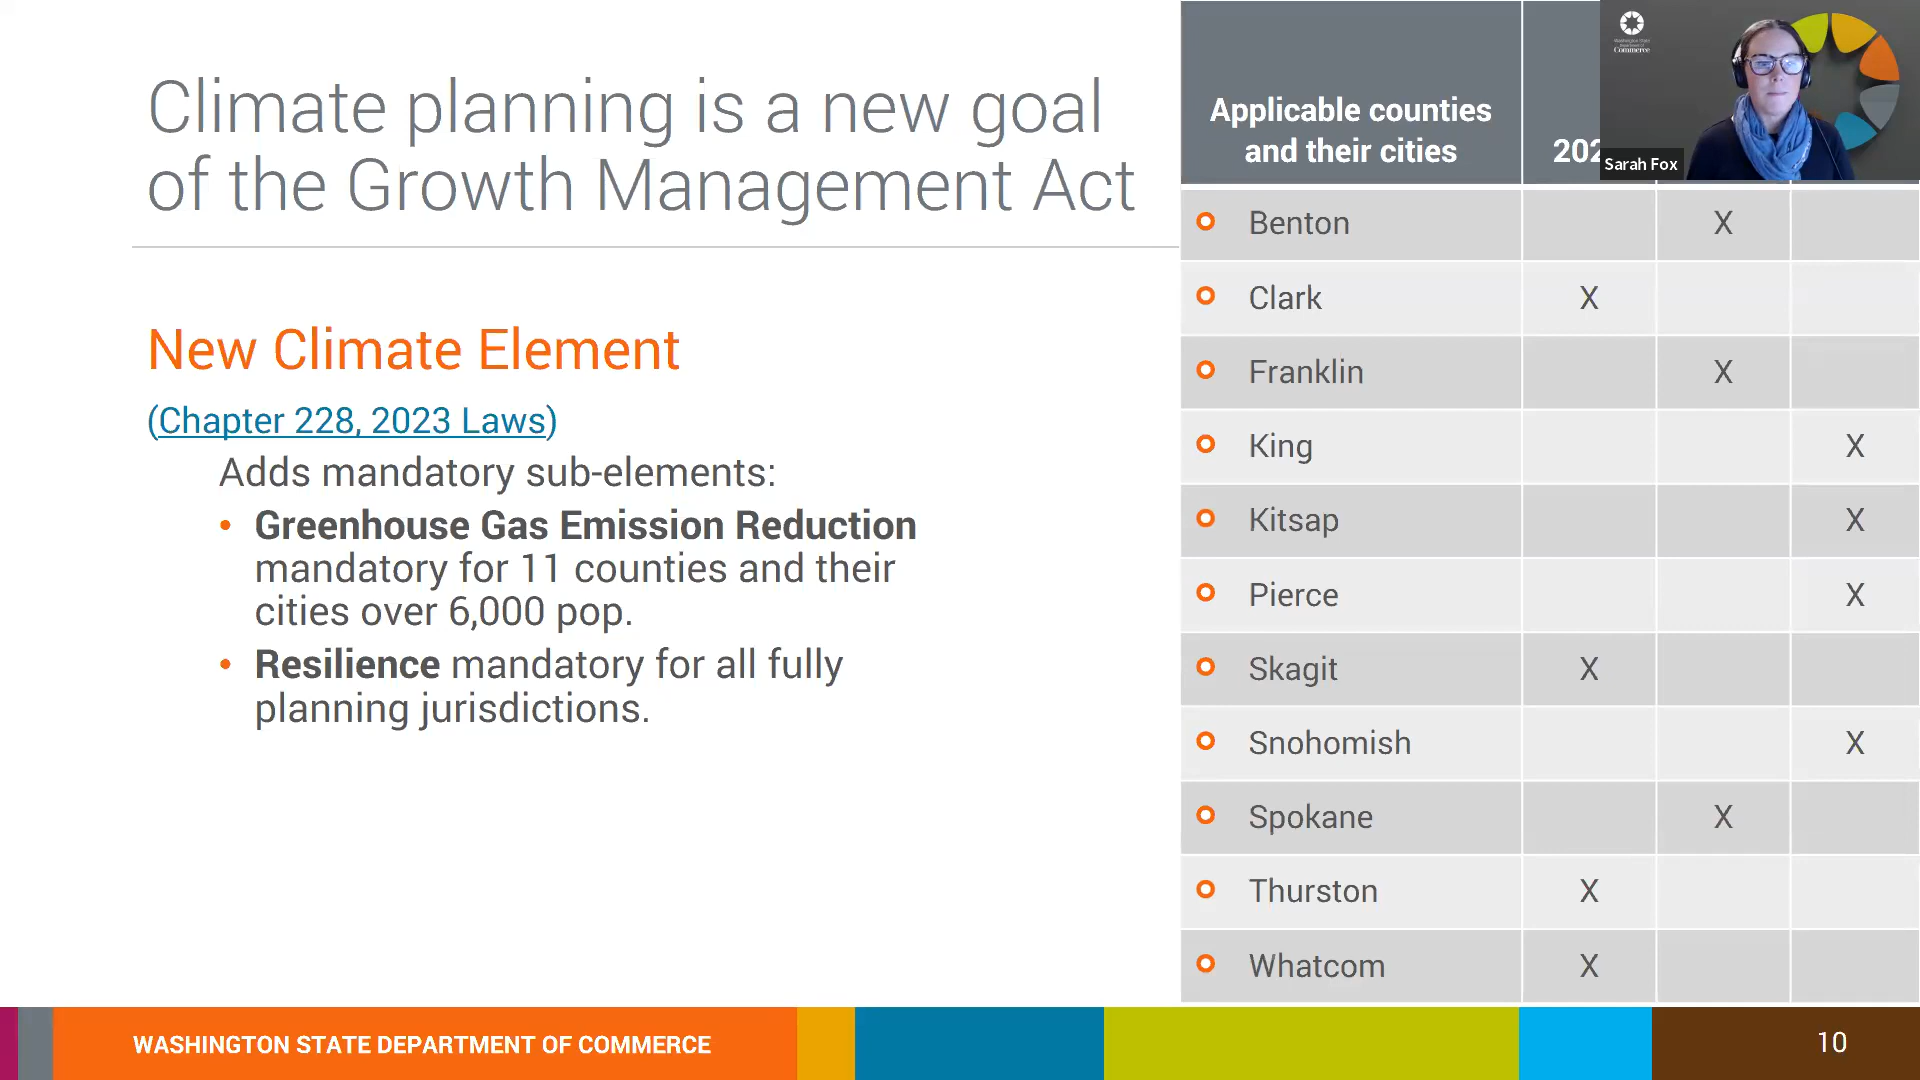 Climate planning is a new goal
of the Growth Management Act
New Climate Element
(Chapter 228, 2023 Laws)
Adds mandatory sub-elements:
• Greenhouse Gas Emission Reduction
mandatory for 11 counties and their
cities over 6,000 pop.
• Resilience mandatory for all fully
planning jurisdictions.
Applicable counties
and their cities
202
Benton X
Clark X
Franklin X
King X
Kitsap X
Pierce X
Skagit X
Snohomish X
Spokane X
Thurston X
Whatcom X
Commerce
Sarah Fox
WASHINGTON STATE DEPARTMENT OF COMMERCE
10